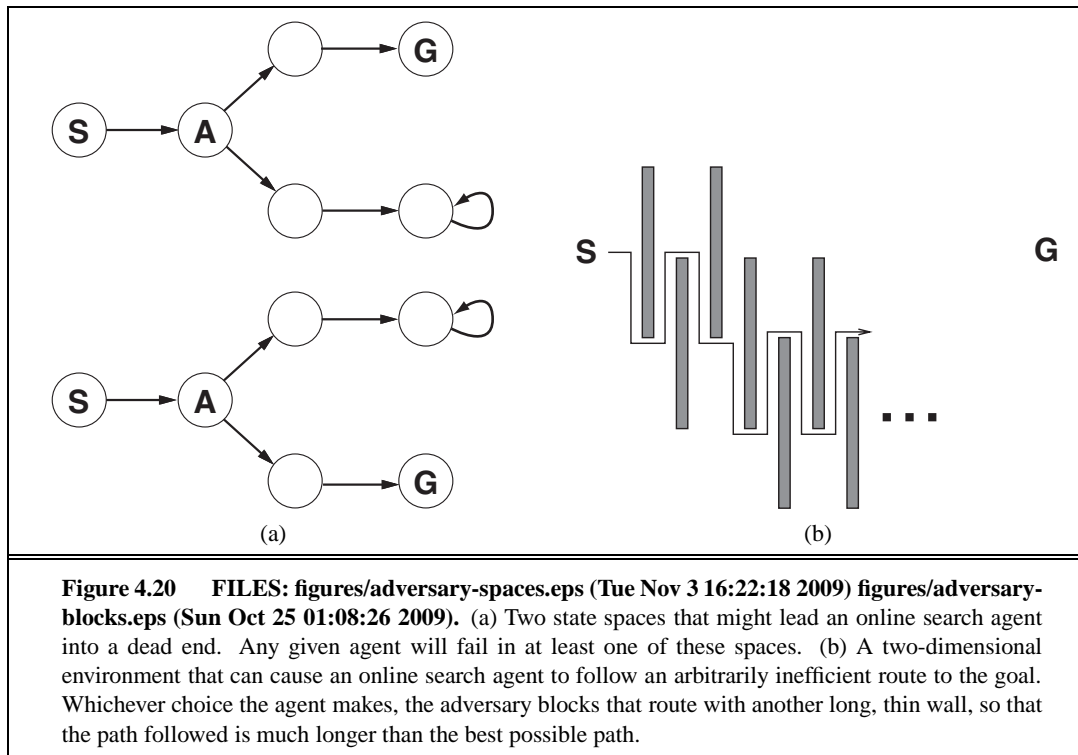 G
S
A
S
G
S
A
G
(a)
(b)
Figure 4.20 FILES: figures/adversary-spaces.eps (Tue Nov 3 16:22:18 2009) figures/adversary-
blocks.eps (Sun Oct 25 01:08:26 2009). (a) Two state spaces that might lead an online search agent
into a dead end. Any given agent will fail in at least one of these spaces. (b) A two-dimensional
environment that can cause an online search agent to follow an arbitrarily inefficient route to the goal.
Whichever choice the agent makes, the adversary blocks that route with another long, thin wall, so that
the path followed is much longer than the best possible path.